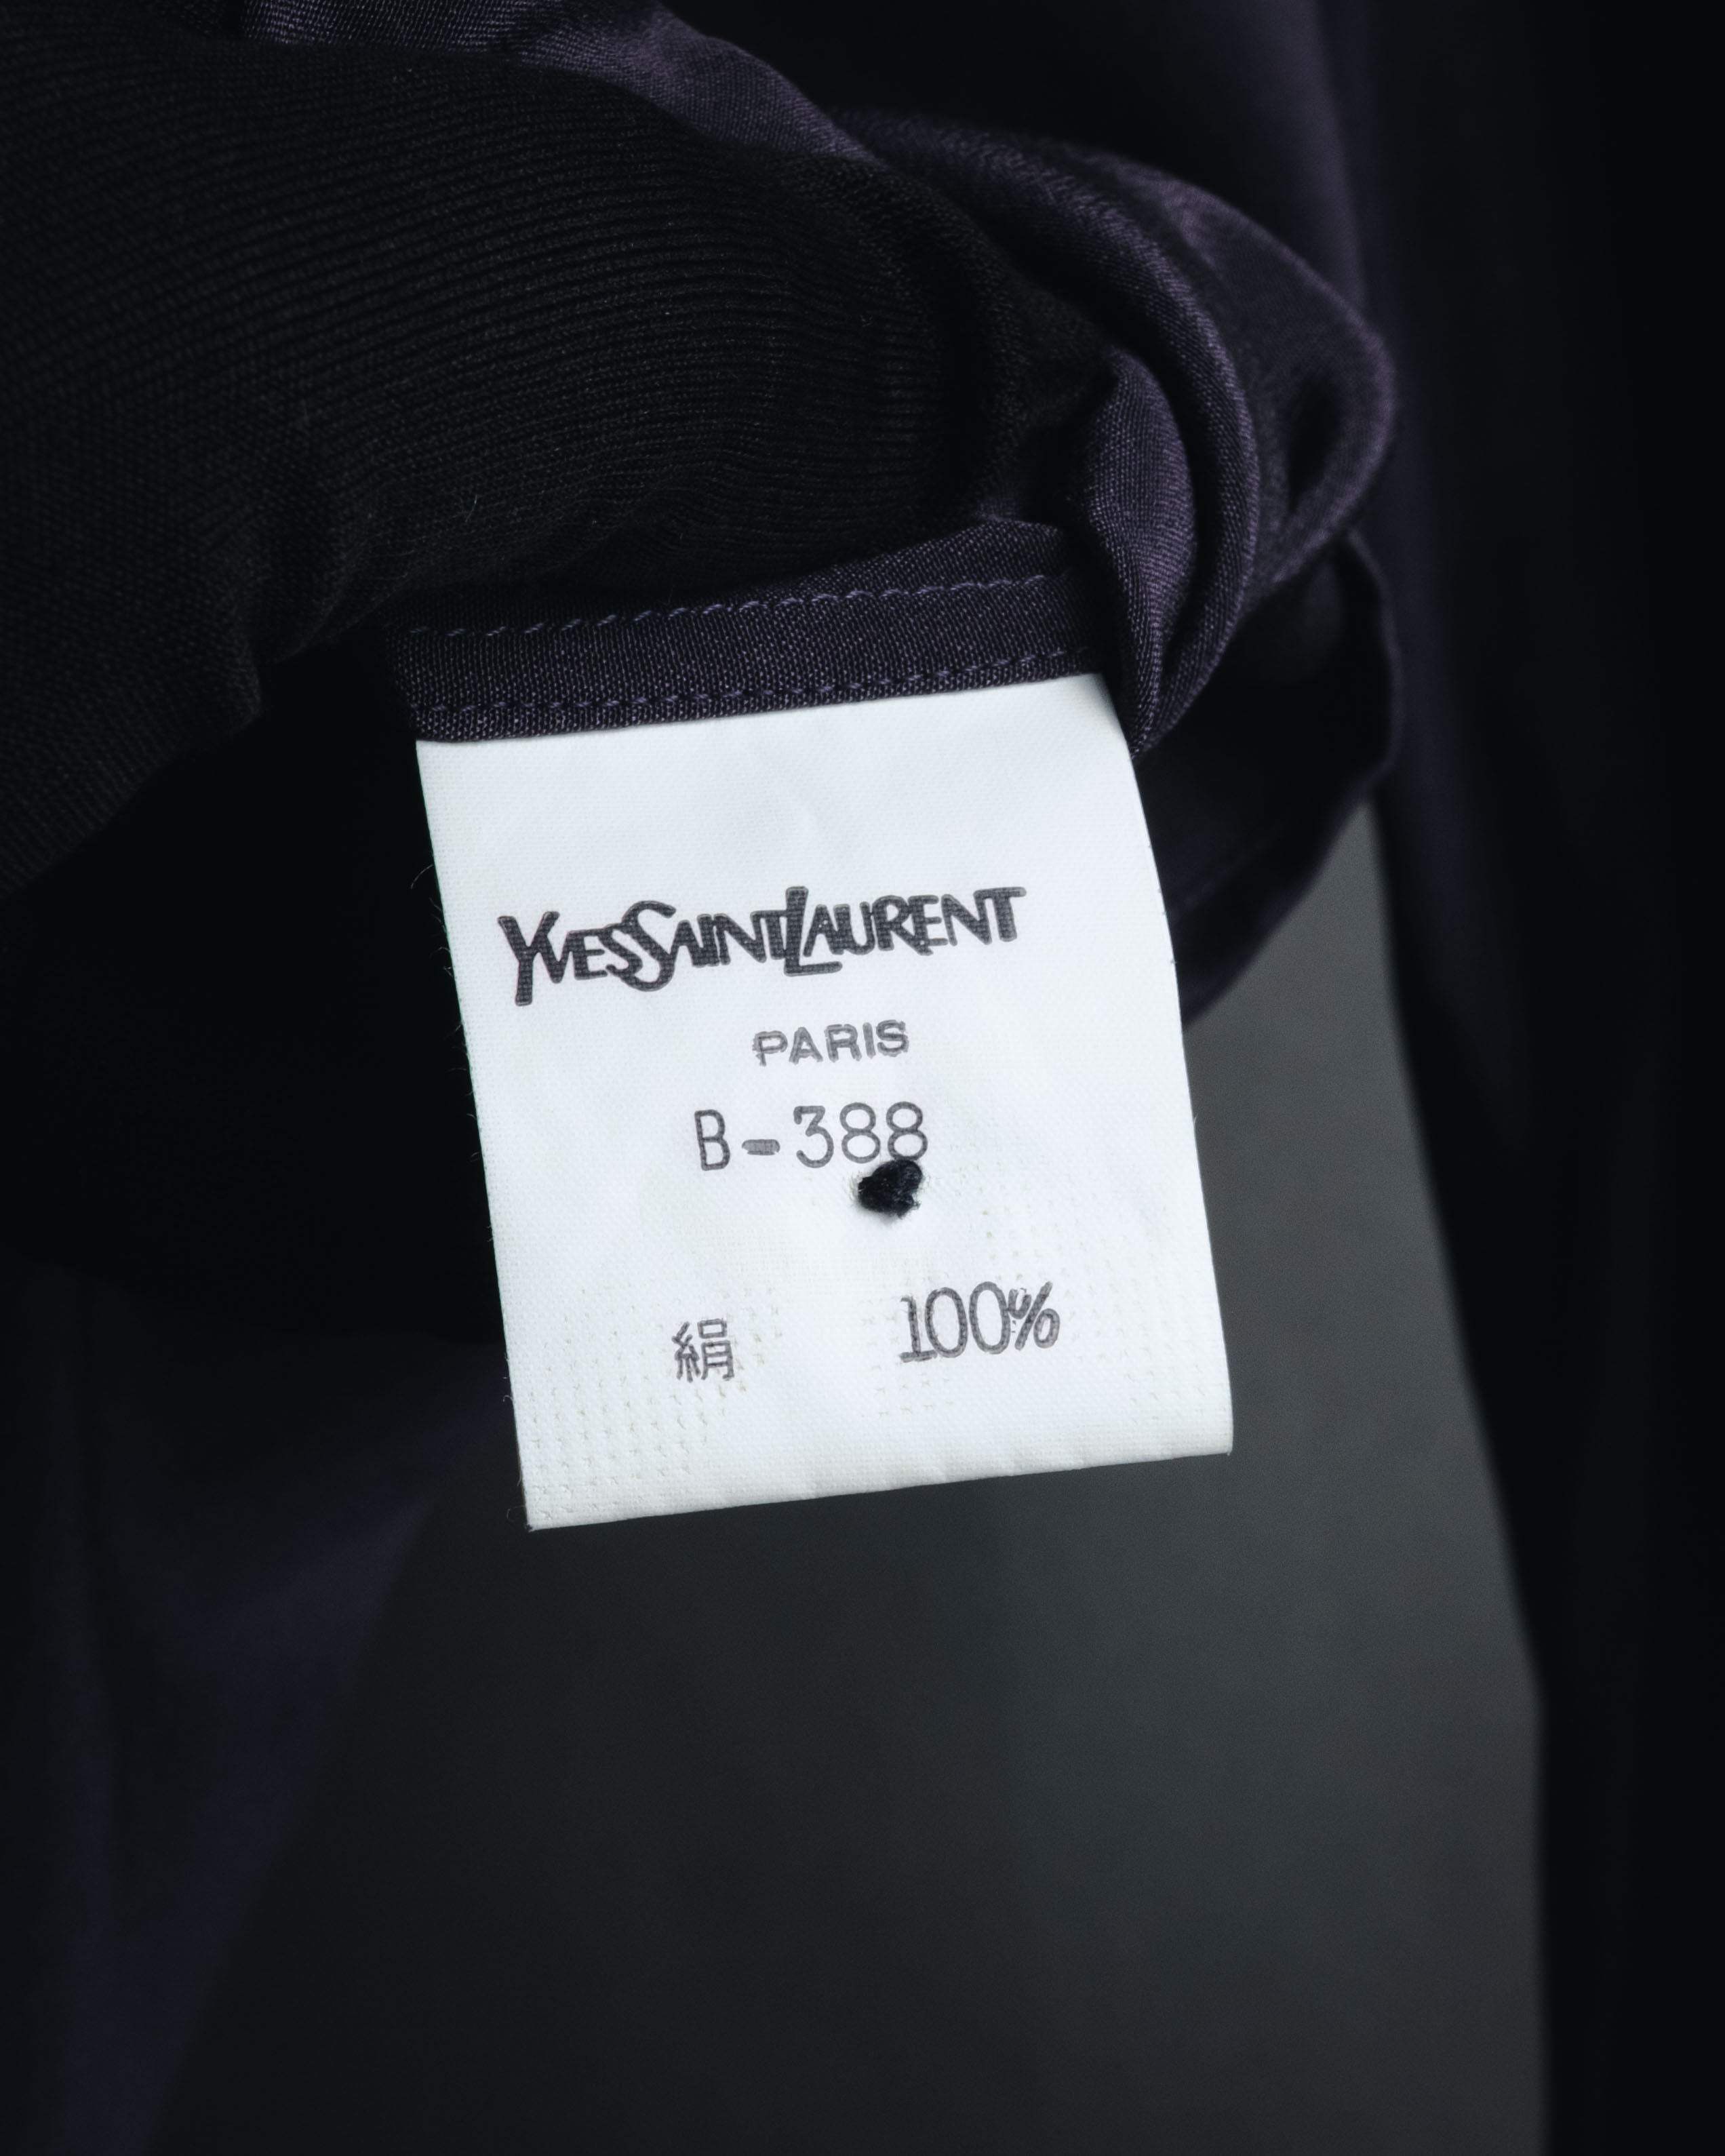 YVESSAINTLAURENT
PARIS
B-388
絹 100%